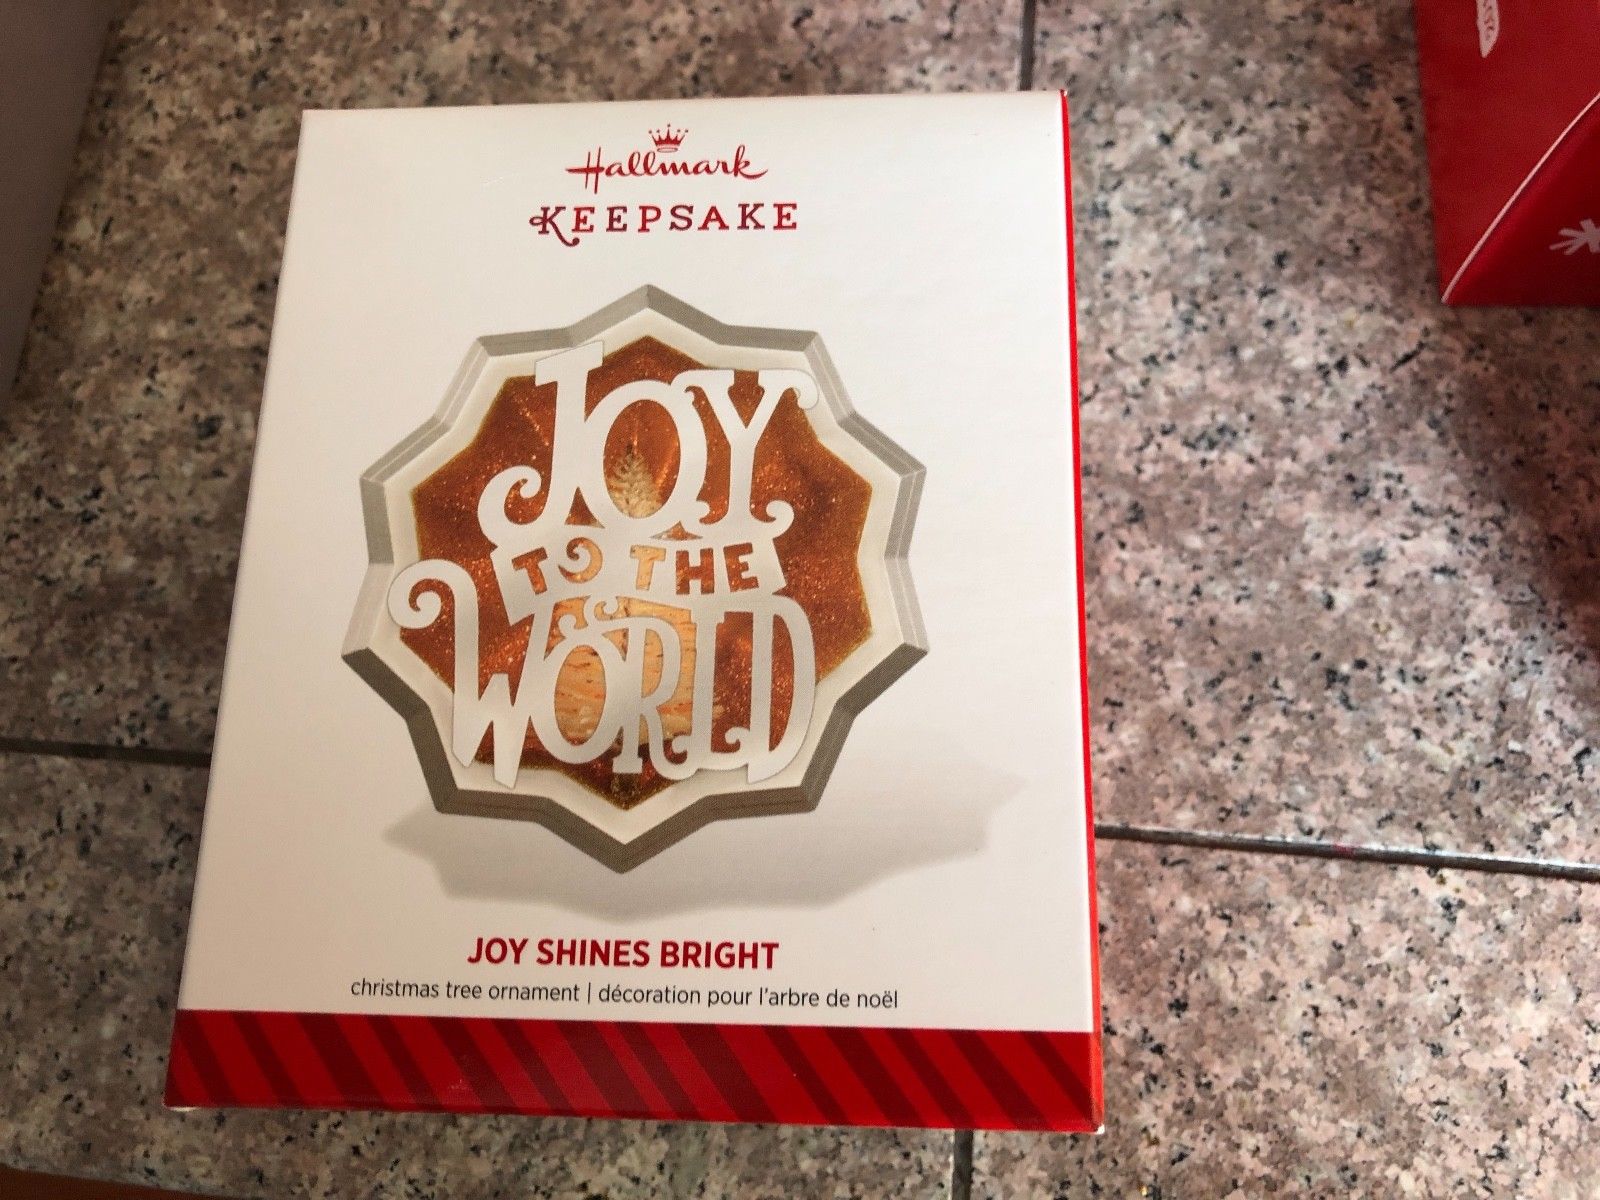 Hallmark
KEEPSAKE
JOY
TO THE
WORLD
JOY SHINES BRIGHT
christmas tree ornament | décoration pour l'arbre de noël